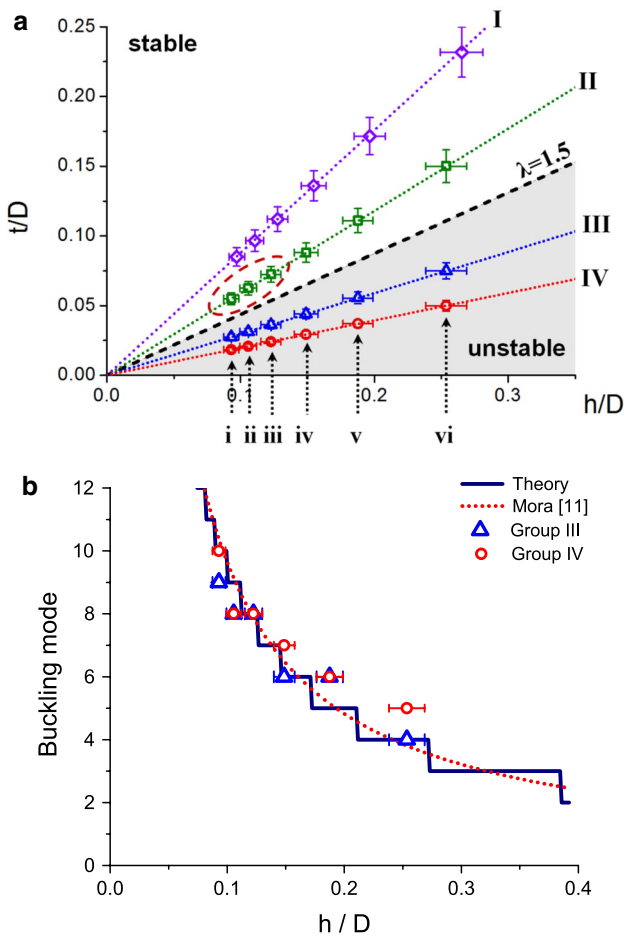 a
stable
I
II
λ=1.5
III
IV
unstable
t/D
0.25
0.20
0.15
0.10
0.05
0.00
0.0
0.1
0.2
0.3
h/D
i
ii
iii
iv
v
vi
b
Theory
Mora [11]
Group III
Group IV
Buckling mode
12
10
8
6
4
2
0
0.0
0.1
0.2
0.3
0.4
h / D